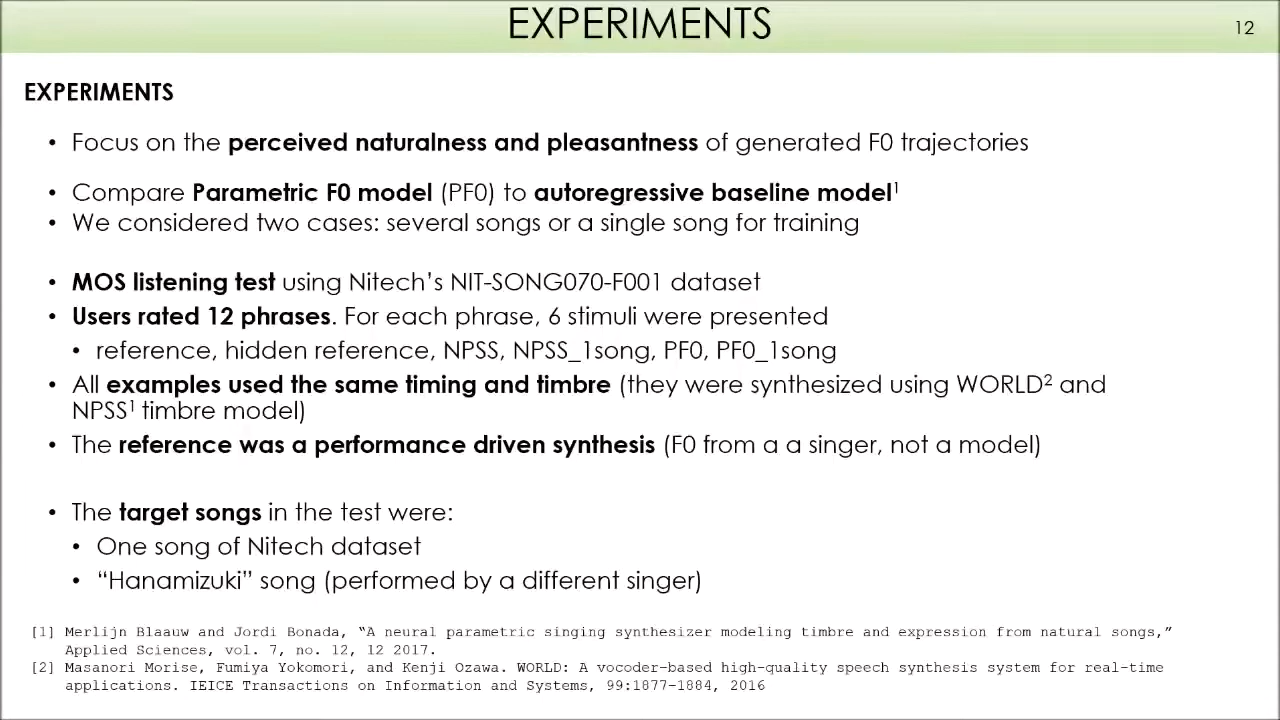 EXPERIMENTS
12
EXPERIMENTS
• Focus on the perceived naturalness and pleasantness of generated F0 trajectories
• Compare Parametric F0 model (PF0) to autoregressive baseline model¹
• We considered two cases: several songs or a single song for training
• MOS listening test using Nitech’s NIT-SONG070-F001 dataset
• Users rated 12 phrases. For each phrase, 6 stimuli were presented
• reference, hidden reference, NPSS, NPSS_1song, PF0, PF0_1song
• All examples used the same timing and timbre (they were synthesized using WORLD² and
NPSS¹ timbre model)
• The reference was a performance driven synthesis (F0 from a a singer, not a model)
• The target songs in the test were:
• One song of Nitech dataset
• “Hanamizuki” song (performed by a different singer)
[1] Merlijn Blaauw and Jordi Bonada, “A neural parametric singing synthesizer modeling timbre and expression from natural songs,”
Applied Sciences, vol. 7, no. 12, 12 2017.
[2] Masanori Morise, Fumiya Yokomori, and Kenji Ozawa. WORLD: A vocoder-based high-quality speech synthesis system for real-time
applications. IEICE Transactions on Information and Systems, 99:1877-1884, 2016